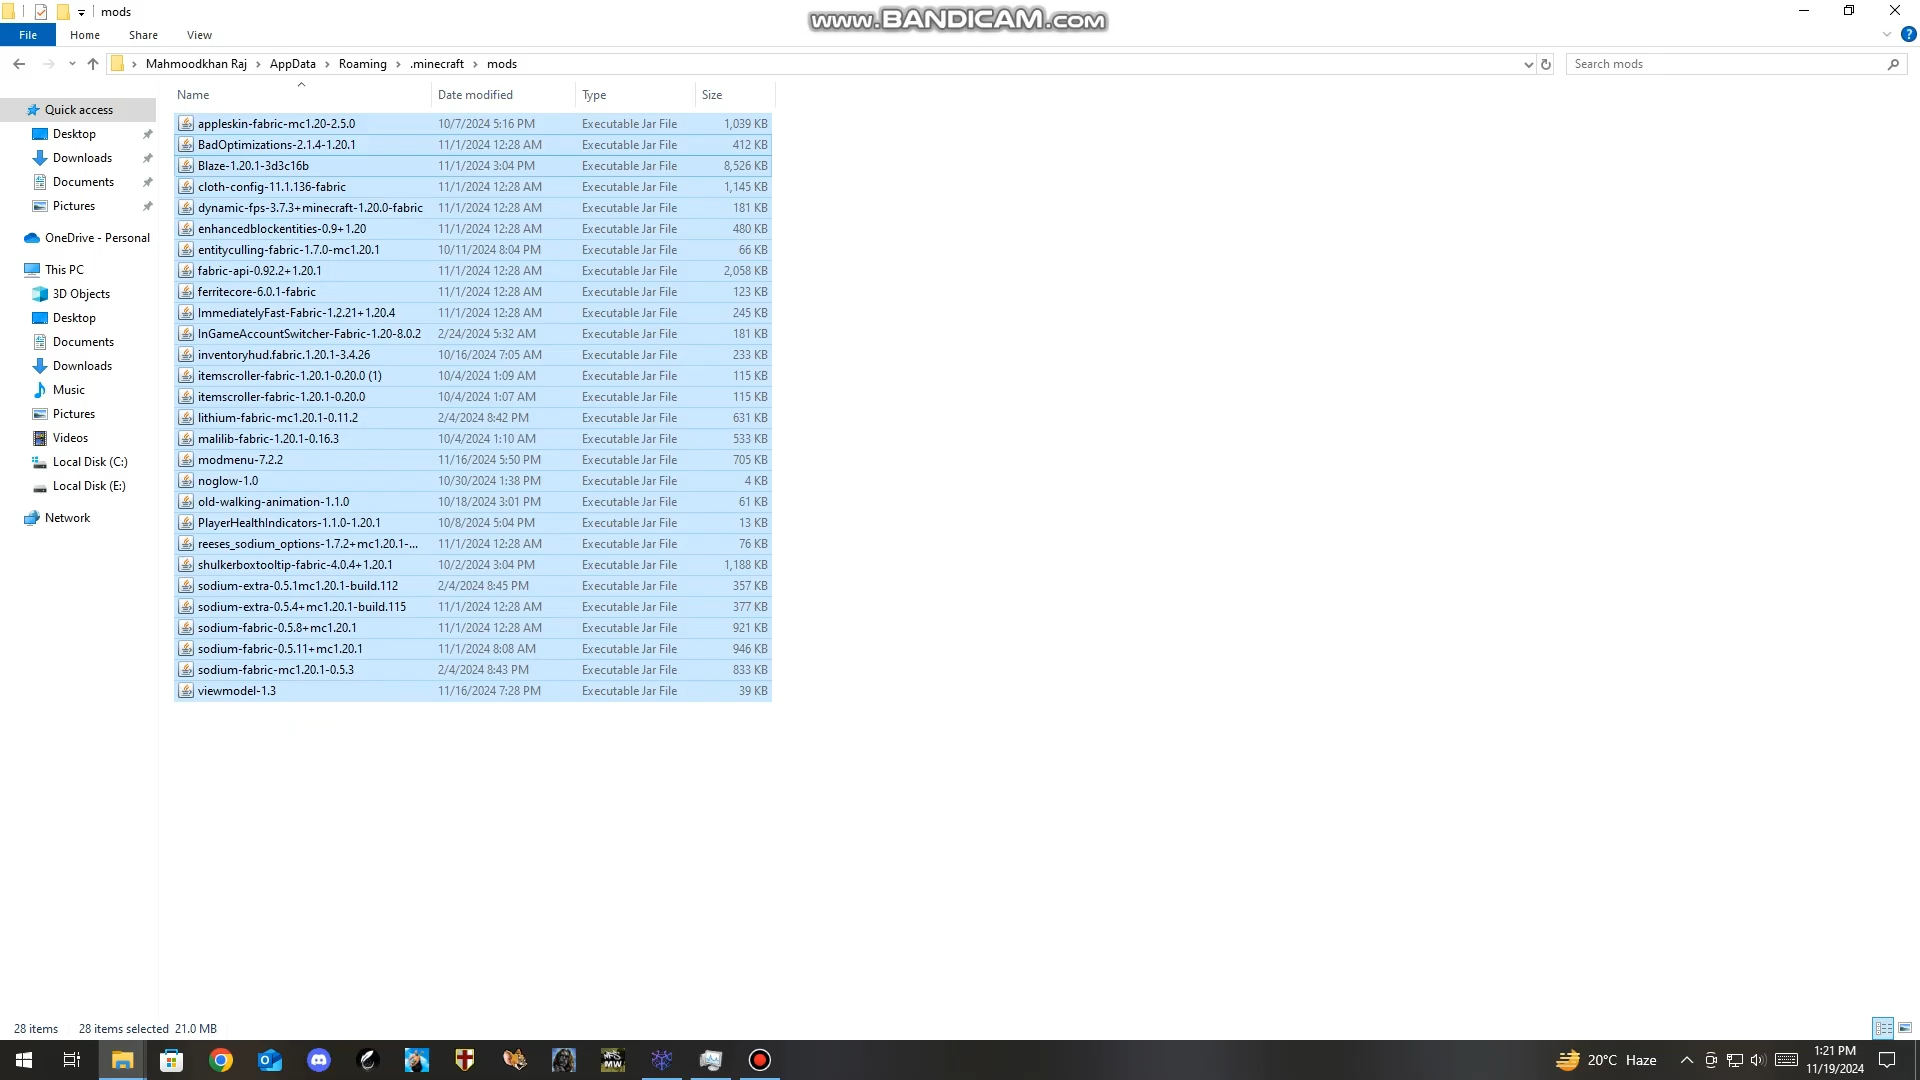 mods
www.BANDICAM.com
File Home Share View
Mahmoodkhan Raj > AppData > Roaming > .minecraft > mods
Search mods
Name Date modified Type Size
Quick access
Desktop
Downloads
Documents
Pictures
OneDrive - Personal
This PC
3D Objects
Desktop
Documents
Downloads
Music
Pictures
Videos
Local Disk (C:)
Local Disk (E:)
Network
appleskin-fabric-mc1.20-2.5.0 10/7/2024 5:16 PM Executable Jar File 1,039 KB
BadOptimizations-2.1.4-1.20.1 11/1/2024 12:28 AM Executable Jar File 412 KB
Blaze-1.20.1-3d3c16b 11/1/2024 3:04 PM Executable Jar File 8,526 KB
cloth-config-11.1.136-fabric 11/1/2024 12:28 AM Executable Jar File 1,145 KB
dynamic-fps-3.7.3+minecraft-1.20.0-fabric 11/1/2024 12:28 AM Executable Jar File 181 KB
enhancedblockentities-0.9+1.20 11/1/2024 12:28 AM Executable Jar File 480 KB
entityculling-fabric-1.7.0-mc1.20.1 10/11/2024 8:04 PM Executable Jar File 66 KB
fabric-api-0.92.2+1.20.1 11/1/2024 12:28 AM Executable Jar File 2,058 KB
ferritecore-6.0.1-fabric 11/1/2024 12:28 AM Executable Jar File 123 KB
ImmediatelyFast-Fabric-1.2.21+1.20.4 11/1/2024 12:28 AM Executable Jar File 245 KB
InGameAccountSwitcher-Fabric-1.20-8.0.2 2/24/2024 5:32 AM Executable Jar File 181 KB
inventoryhud.fabric.1.20.1-3.4.26 10/16/2024 7:05 AM Executable Jar File 233 KB
itemscroller-fabric-1.20.1-0.20.0 (1) 10/4/2024 1:09 AM Executable Jar File 115 KB
itemscroller-fabric-1.20.1-0.20.0 10/4/2024 1:07 AM Executable Jar File 115 KB
lithium-fabric-mc1.20.1-0.11.2 2/4/2024 8:42 PM Executable Jar File 631 KB
malilib-fabric-1.20.1-0.16.3 10/4/2024 1:10 AM Executable Jar File 533 KB
modmenu-7.2.2 11/16/2024 5:50 PM Executable Jar File 705 KB
noglow-1.0 10/30/2024 1:38 PM Executable Jar File 4 KB
old-walking-animation-1.1.0 10/18/2024 3:01 PM Executable Jar File 61 KB
PlayerHealthIndicators-1.1.0-1.20.1 10/8/2024 5:04 PM Executable Jar File 13 KB
reeses_sodium_options-1.7.2+mc1.20.1-... 11/1/2024 12:28 AM Executable Jar File 76 KB
shulkerboxtooltip-fabric-4.0.4+1.20.1 10/2/2024 3:04 PM Executable Jar File 1,188 KB
sodium-extra-0.5.1mc1.20.1-build.112 2/4/2024 8:45 PM Executable Jar File 357 KB
sodium-extra-0.5.4+mc1.20.1-build.115 11/1/2024 12:28 AM Executable Jar File 377 KB
sodium-fabric-0.5.8+mc1.20.1 11/1/2024 12:28 AM Executable Jar File 921 KB
sodium-fabric-0.5.11+mc1.20.1 11/1/2024 8:08 AM Executable Jar File 946 KB
sodium-fabric-mc1.20.1-0.5.3 2/4/2024 8:43 PM Executable Jar File 833 KB
viewmodel-1.3 11/16/2024 7:28 PM Executable Jar File 39 KB
28 items 28 items selected 21.0 MB
MW
20°C Haze
1:21 PM
11/19/2024